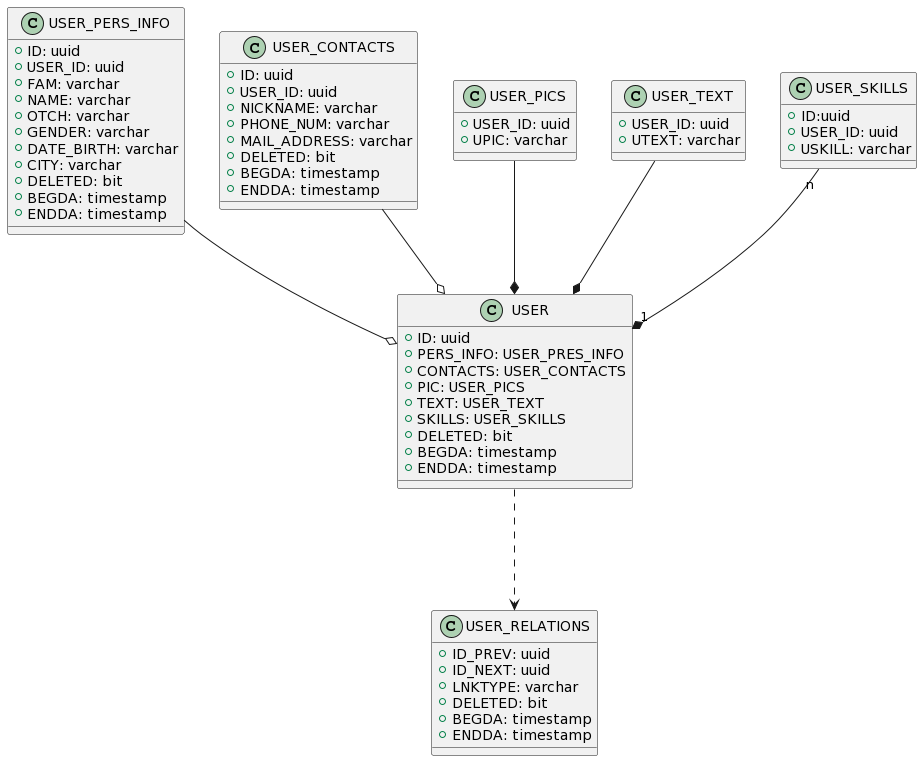 USER_PERS_INFO
ID: uuid
USER_ID: uuid
FAM: varchar
NAME: varchar
OTCH: varchar
GENDER: varchar
DATE_BIRTH: varchar
CITY: varchar
DELETED: bit
BEGDA: timestamp
ENDDA: timestamp
USER_CONTACTS
ID: uuid
USER_ID: uuid
NICKNAME: varchar
PHONE_NUM: varchar
MAIL_ADDRESS: varchar
DELETED: bit
BEGDA: timestamp
ENDDA: timestamp
USER_PICS
USER_ID: uuid
UPIC: varchar
USER_TEXT
USER_ID: uuid
UTEXT: varchar
USER_SKILLS
ID:uuid
USER_ID: uuid
USKILL: varchar
n
1
USER
ID: uuid
PERS_INFO: USER_PRES_INFO
CONTACTS: USER_CONTACTS
PIC: USER_PICS
TEXT: USER_TEXT
SKILLS: USER_SKILLS
DELETED: bit
BEGDA: timestamp
ENDDA: timestamp
USER_RELATIONS
ID_PREV: uuid
ID_NEXT: uuid
LNKTYPE: varchar
DELETED: bit
BEGDA: timestamp
ENDDA: timestamp